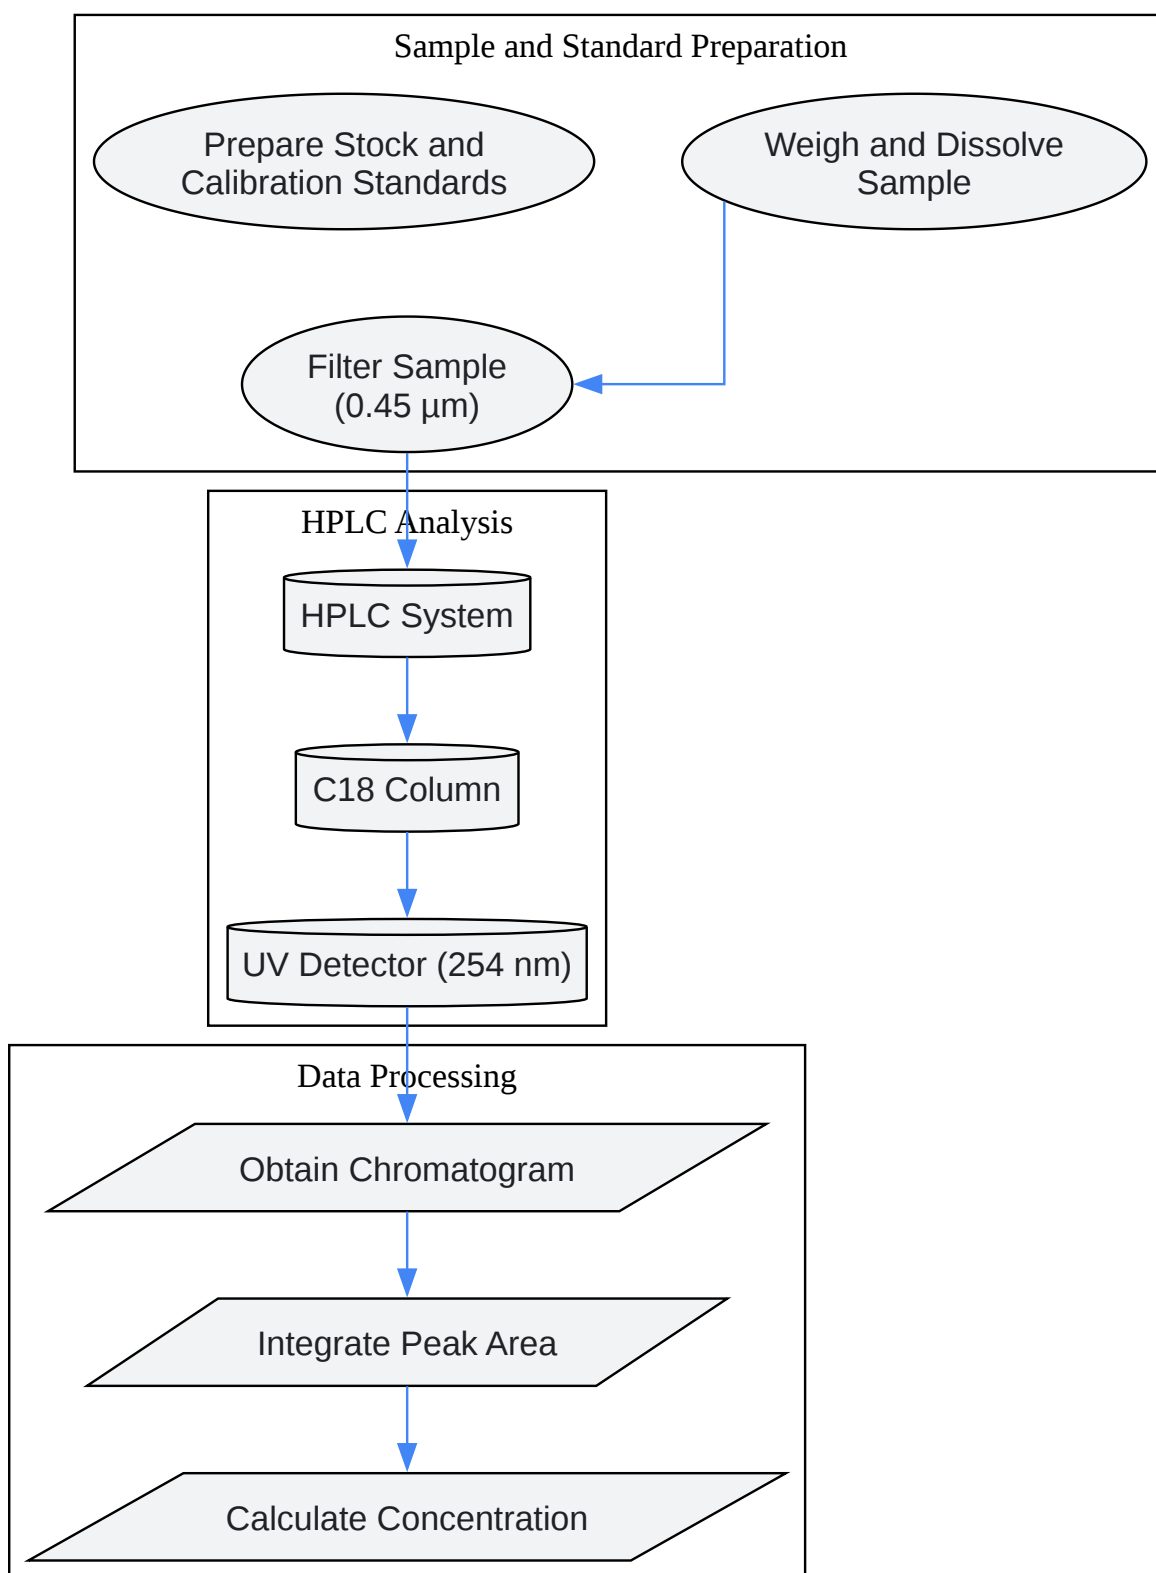 Sample and Standard Preparation
Prepare Stock and
Calibration Standards
Weigh and Dissolve
Sample
Filter Sample
(0.45 µm)
HPLC Analysis
HPLC System
C18 Column
UV Detector (254 nm)
Data Processing
Obtain Chromatogram
Integrate Peak Area
Calculate Concentration